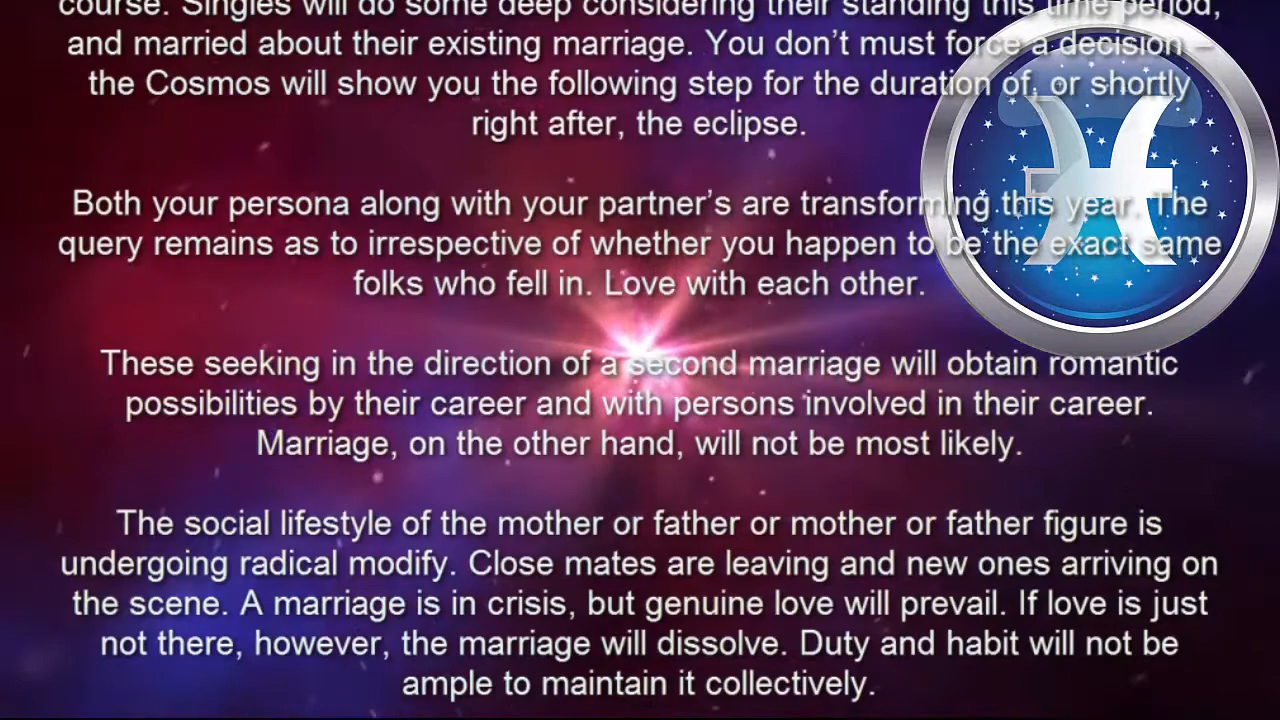 course. Singles will do some deep considering their standing this time period,
and married about their existing marriage. You don’t must force a decision –
the Cosmos will show you the following step for the duration of, or shortly
right after, the eclipse.
Both your persona along with your partner’s are transforming this year. The
query remains as to irrespective of whether you happen to be the exact same
folks who fell in. Love with each other.
These seeking in the direction of a second marriage will obtain romantic
possibilities by their career and with persons involved in their career.
Marriage, on the other hand, will not be most likely.
The social lifestyle of the mother or father or mother or father figure is
undergoing radical modify. Close mates are leaving and new ones arriving on
the scene. A marriage is in crisis, but genuine love will prevail. If love is just
not there, however, the marriage will dissolve. Duty and habit will not be
ample to maintain it collectively.